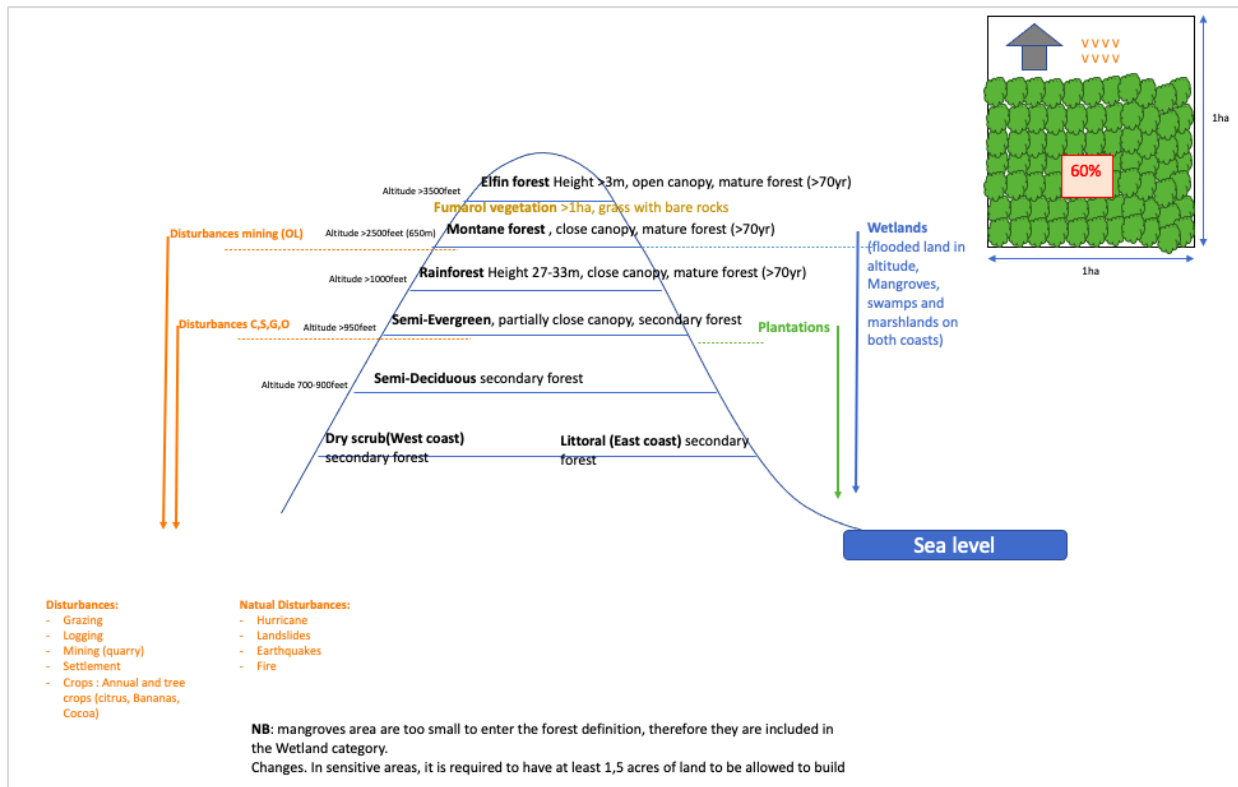 V V V V
V V V V
1ha
60%
1ha
Altitude >3500feet
Elfin forest Height >3m, open canopy, mature forest (>70yr)
Fumarol vegetation >1ha, grass with bare rocks
Disturbances mining (OL)
Altitude >2500feet (650m)
Montane forest , close canopy, mature forest (>70yr)
Wetlands
(flooded land in
altitude,
Mangroves,
swamps and
marshlands on
both coasts)
Altitude >1000feet
Rainforest Height 27-33m, close canopy, mature forest (>70yr)
Disturbances C,S,G,O
Altitude >950feet
Semi-Evergreen, partially close canopy, secondary forest
Plantations
Altitude 700-900feet
Semi-Deciduous secondary forest
Dry scrub(West coast)
secondary forest
Littoral (East coast) secondary
forest
Sea level
Disturbances:
- Grazing
- Logging
- Mining (quarry)
- Settlement
- Crops : Annual and tree
crops (citrus, Bananas,
Cocoa)
Natual Disturbances:
- Hurricane
- Landslides
- Earthquakes
- Fire
NB: mangroves area are too small to enter the forest definition, therefore they are included in
the Wetland category.
Changes. In sensitive areas, it is required to have at least 1,5 acres of land to be allowed to build